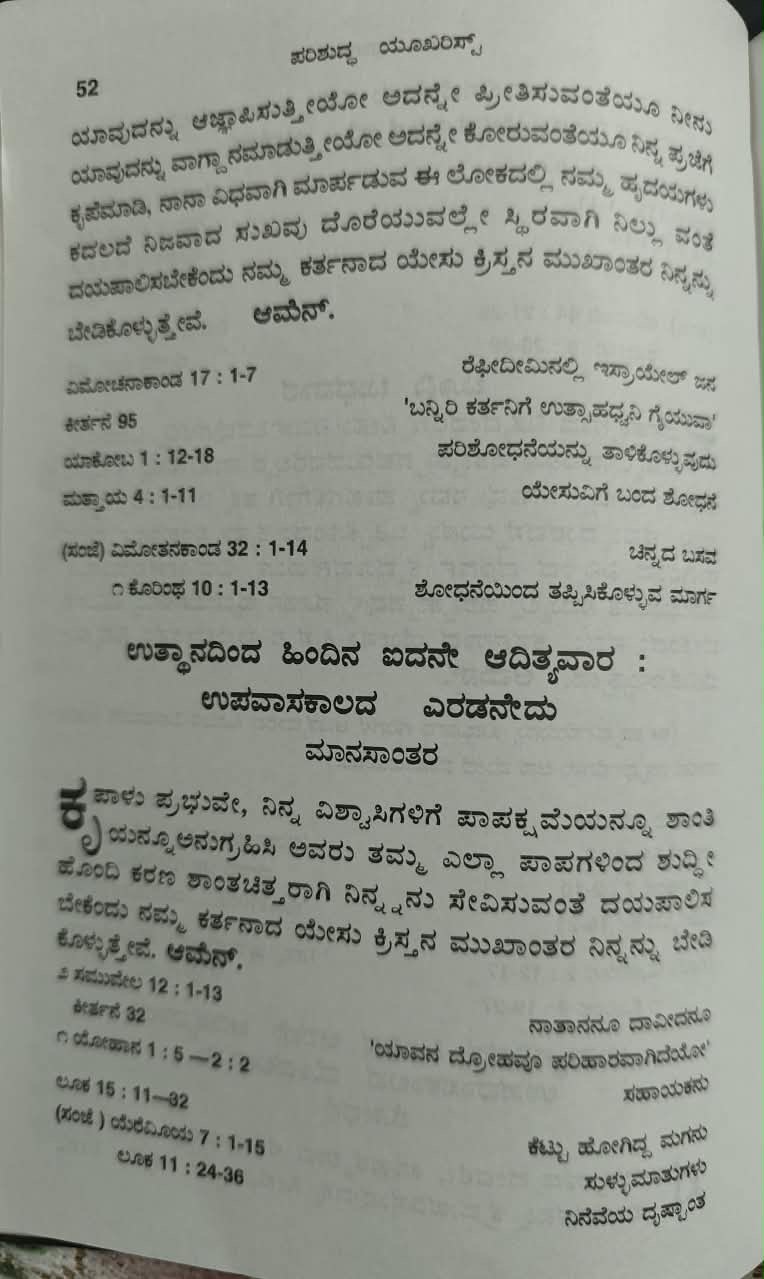 ಪರಿಶುದ್ಧ ಯೂಖರಿಸ್ಟ್
52
ಯಾವುದನ್ನು ಆಜ್ಞಾಪಿಸುತ್ತೀಯೋ ಅದನ್ನೇ ಪ್ರೀತಿಸುವಂತೆಯೂ ನೀನು
ಯಾವುದನ್ನು ವಾಗ್ದಾನಮಾಡುತ್ತೀಯೋ ಅದನ್ನೇ ಕೋರುವಂತೆಯೂ ನಿನ್ನ ಪ್ರಜೆಗೆ
ಕೃಪೆಮಾಡಿ, ನಾನಾ ವಿಧವಾಗಿ ಮಾರ್ಪಡುವ ಈ ಲೋಕದಲ್ಲಿ ನಮ್ಮ ಹೃದಯಗಳು
ಕದಲದೆ ನಿಜವಾದ ಸುಖವು ದೊರೆಯುವಲ್ಲೇ ಸ್ಥಿರವಾಗಿ ನಿಲ್ಲು ವಂತೆ
ದಯಪಾಲಿಸಬೇಕೆಂದು ನಮ್ಮ ಕರ್ತನಾದ ಯೇಸು ಕ್ರಿಸ್ತನ ಮುಖಾಂತರ ನಿನ್ನನ್ನು
ಬೇಡಿಕೊಳ್ಳುತ್ತೇವೆ. ಆಮೆನ್.
ವಿಮೋಚನಾಕಾಂಡ 17 : 1-7 ರೆಫೀದೀಮಿನಲ್ಲಿ ಇಸ್ರಾಯೇಲ್ ಜನ
ಕೀರ್ತನೆ 95 'ಬನ್ನಿರಿ ಕರ್ತನಿಗೆ ಉತ್ಸಾಹಧ್ವನಿ ಗೈಯುವಾ'
ಯಾಕೋಬ 1 : 12-18 ಪರಿಶೋಧನೆಯನ್ನು ತಾಳಿಕೊಳ್ಳುವುದು
ಮತ್ತಾಯ 4 : 1-11 ಯೇಸುವಿಗೆ ಬಂದ ಶೋಧನೆ
(ಸಂಜೆ) ವಿಮೋತನಕಾಂಡ 32 : 1-14 ಚಿನ್ನದ ಬಸವ
೧ ಕೊರಿಂಥ 10 : 1-13 ಶೋಧನೆಯಿಂದ ತಪ್ಪಿಸಿಕೊಳ್ಳುವ ಮಾರ್ಗ
ಉತ್ಥಾನದಿಂದ ಹಿಂದಿನ ಐದನೇ ಆದಿತ್ಯವಾರ :
ಉಪವಾಸಕಾಲದ ಎರಡನೇದು
ಮಾನಸಾಂತರ
ಕೃಪಾಳು ಪ್ರಭುವೇ, ನಿನ್ನ ವಿಶ್ವಾಸಿಗಳಿಗೆ ಪಾಪಕ್ಷಮೆಯನ್ನೂ ಶಾಂತಿ
ಯನ್ನೂ ಅನುಗ್ರಹಿಸಿ ಅವರು ತಮ್ಮ ಎಲ್ಲಾ ಪಾಪಗಳಿಂದ ಶುದ್ಧೀ
ಹೊಂದಿ ಕರಣ ಶಾಂತಚಿತ್ತರಾಗಿ ನಿನ್ನ್ನನು ಸೇವಿಸುವಂತೆ ದಯಪಾಲಿಸ
ಬೇಕೆಂದು ನಮ್ಮ ಕರ್ತನಾದ ಯೇಸು ಕ್ರಿಸ್ತನ ಮುಖಾಂತರ ನಿನ್ನನ್ನು ಬೇಡಿ
ಕೊಳ್ಳುತ್ತೇವೆ. ಆಮೆನ್.
೨ ಸಮುವೇಲ 12 : 1-13 ನಾತಾನನೂ ದಾವೀದನೂ
ಕೀರ್ತನೆ 32 'ಯಾವನ ದ್ರೋಹವೂ ಪರಿಹಾರವಾಗಿದೆಯೋ'
೧ ಯೋಹಾನ 1 : 5 — 2 : 2 ಸಹಾಯಕನು
ಲೂಕ 15 : 11—32 ಕೆಟ್ಟು ಹೋಗಿದ್ದ ಮಗನು
(ಸಂಜೆ ) ಯೆರೆಮೀಯ 7 : 1-15 ಸುಳ್ಳುಮಾತುಗಳು
ಲೂಕ 11 : 24-36 ನಿನೆವೆಯ ದೃಷ್ಟಾಂತ